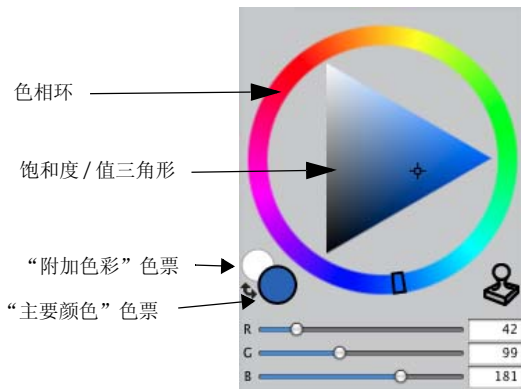 色相环
饱和度 / 值三角形
“附加色彩”色票
“主要颜色”色票
R 42
G 99
B 181